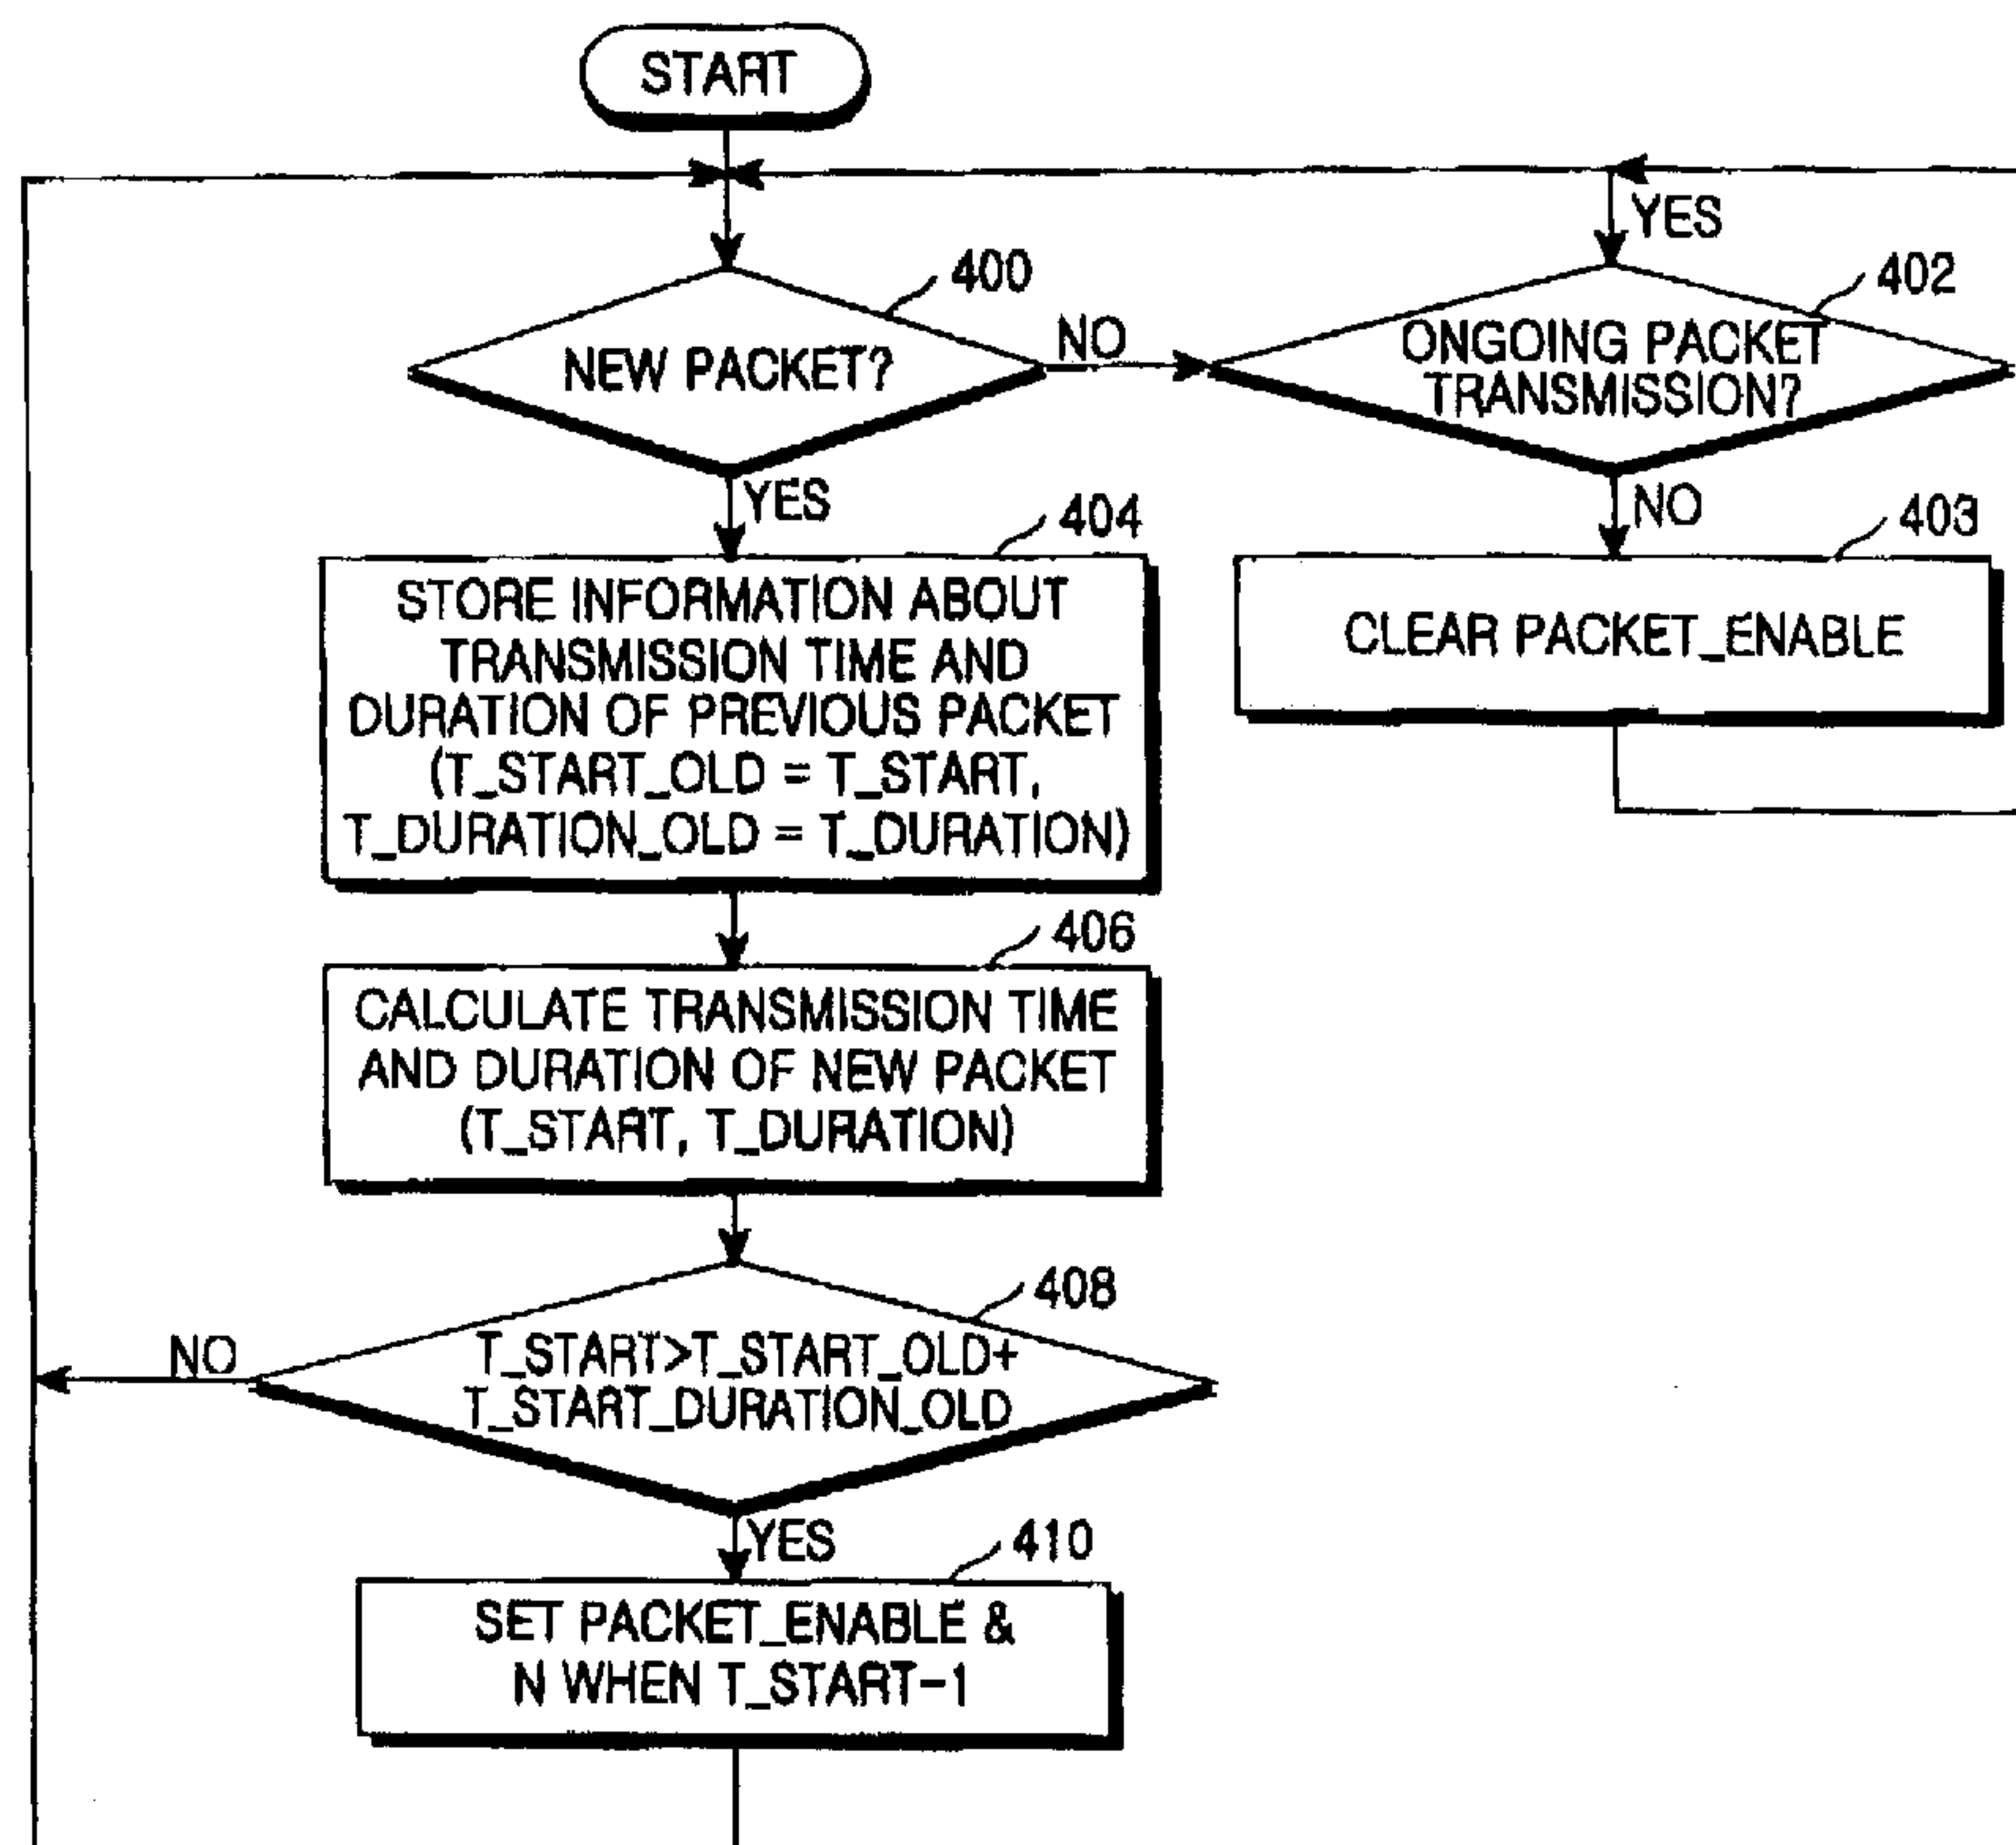 START
YES
400
402
NEW PACKET?
NO
ONGOING PACKET
TRANSMISSION?
YES
NO
404
403
STORE INFORMATION ABOUT
TRANSMISSION TIME AND
DURATION OF PREVIOUS PACKET
(T_START_OLD = T_START,
T_DURATION_OLD = T_DURATION)
CLEAR PACKET_ENABLE
406
CALCULATE TRANSMISSION TIME
AND DURATION OF NEW PACKET
(T_START, T_DURATION)
408
NO
T_START>T_START_OLD+
T_START_DURATION_OLD
YES
410
SET PACKET_ENABLE &
N WHEN T_START-1